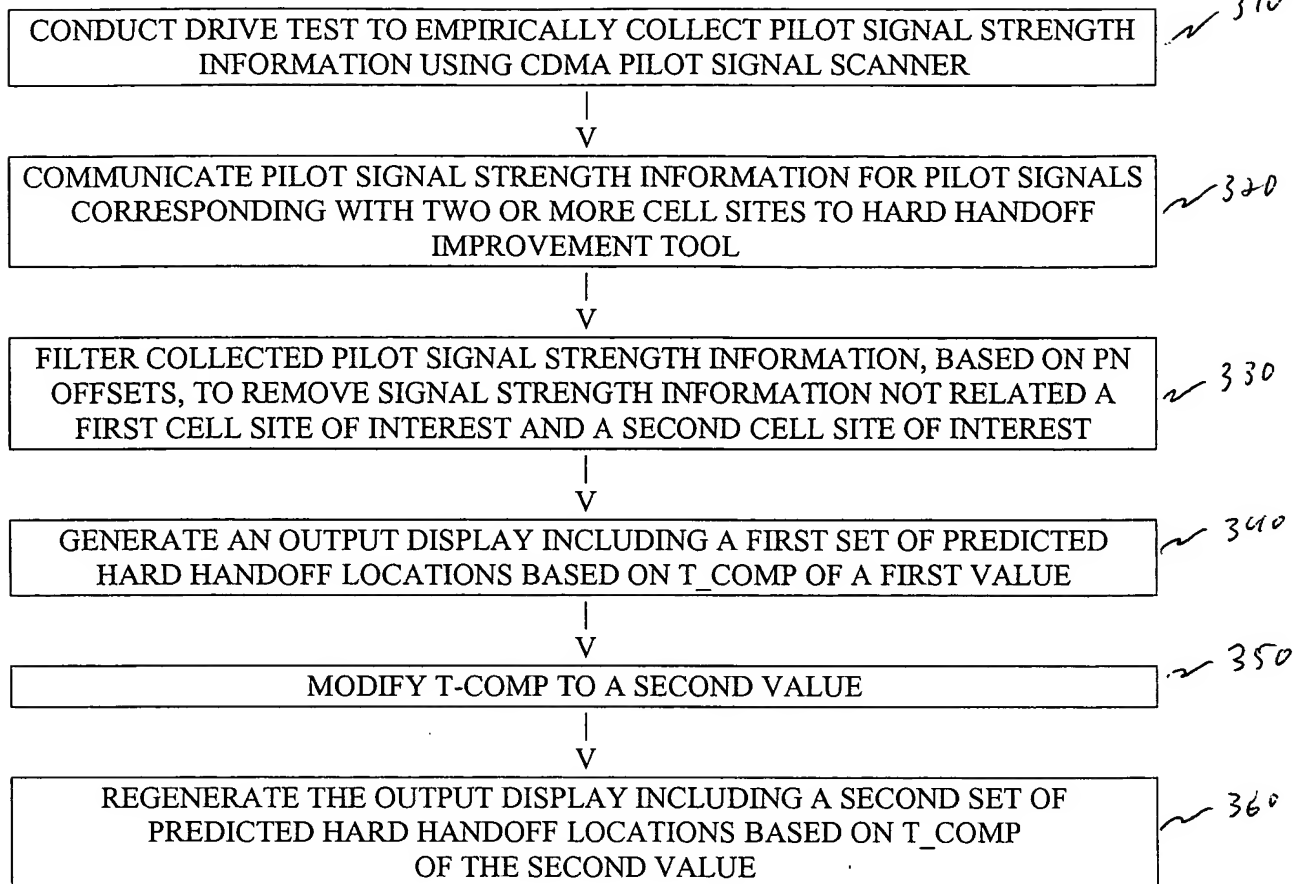 310
CONDUCT DRIVE TEST TO EMPIRICALLY COLLECT PILOT SIGNAL STRENGTH
INFORMATION USING CDMA PILOT SIGNAL SCANNER
V
COMMUNICATE PILOT SIGNAL STRENGTH INFORMATION FOR PILOT SIGNALS
CORRESPONDING WITH TWO OR MORE CELL SITES TO HARD HANDOFF
IMPROVEMENT TOOL
320
V
FILTER COLLECTED PILOT SIGNAL STRENGTH INFORMATION, BASED ON PN
OFFSETS, TO REMOVE SIGNAL STRENGTH INFORMATION NOT RELATED A
FIRST CELL SITE OF INTEREST AND A SECOND CELL SITE OF INTEREST
330
V
GENERATE AN OUTPUT DISPLAY INCLUDING A FIRST SET OF PREDICTED
HARD HANDOFF LOCATIONS BASED ON T_COMP OF A FIRST VALUE
340
V
MODIFY T-COMP TO A SECOND VALUE
350
V
REGENERATE THE OUTPUT DISPLAY INCLUDING A SECOND SET OF
PREDICTED HARD HANDOFF LOCATIONS BASED ON T_COMP
OF THE SECOND VALUE
360